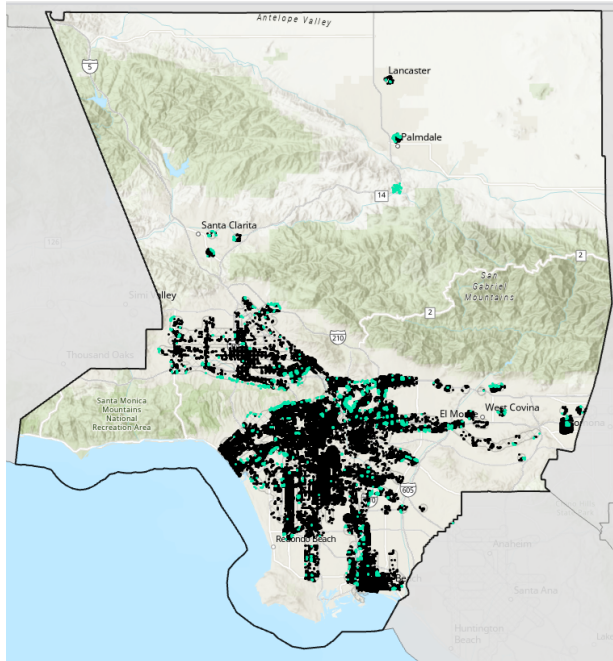 Antelope Valley
5
Lancaster
Palmdale
14
Santa Clarita
2
San
Gabriel
Mountains
2
Valley
210
Thousand Oaks
Santa Monica
Mountains
National
Recreation Area
El Monte
West Covina
605
Redondo Beach
Anaheim
Santa Ana
Huntington
Beach